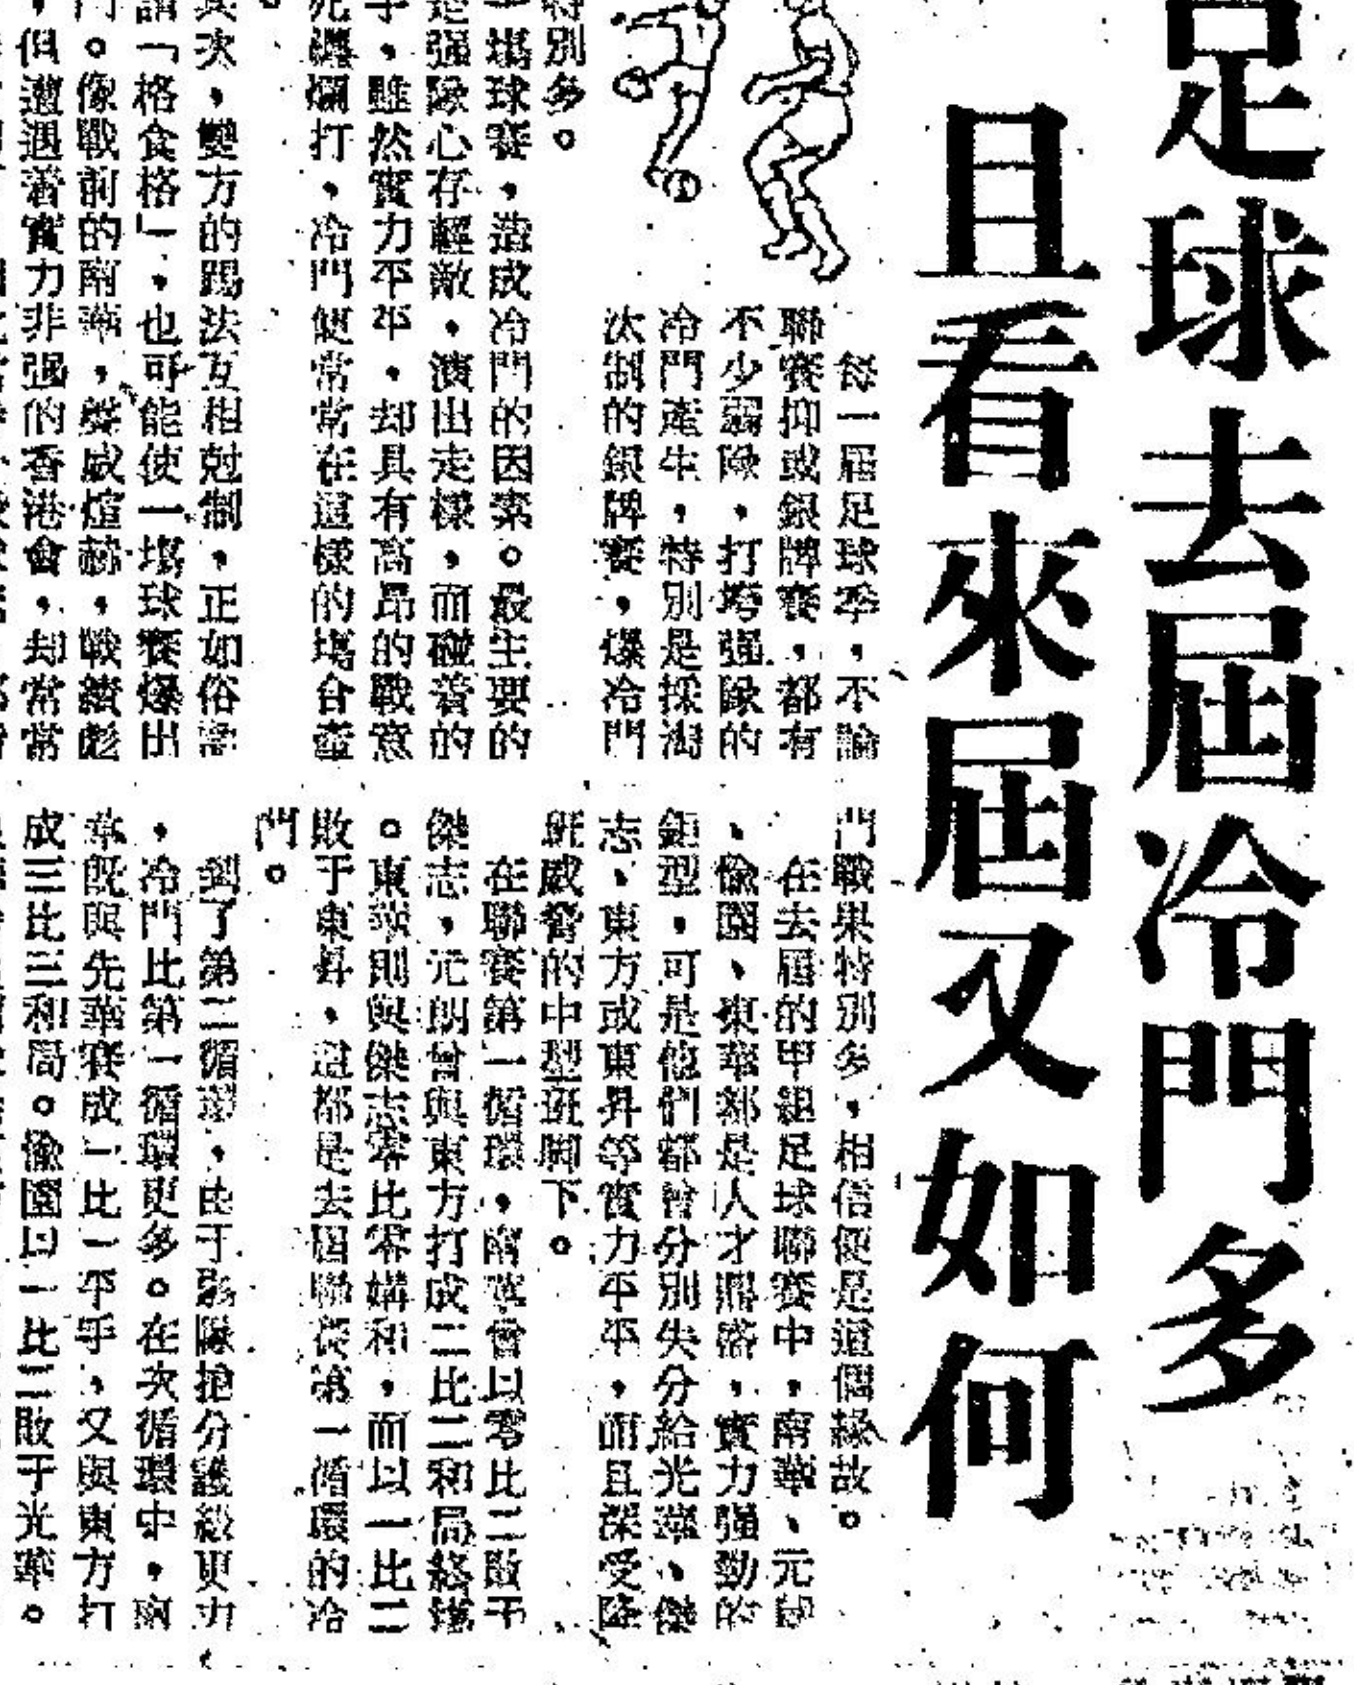 足球去屆冷門多
且看來屆又如何
每一屆足球季，不論
聯賽抑或銀牌賽，都有
不少弱隊，打垮强隊的
冷門產生，特別是採淘
汰制的銀牌賽，爆冷門
特別多。
塲球賽，造成冷門的因素。最主要的
是强隊心存輕敵，演出走樣，而碰着的
手，雖然實力平平，却具有高昂的戰意
死纒爛打，冷門便常常在這樣的塲合產
其次，雙方的踢法互相尅制，正如俗語
謂「格食格」，也可能使一塲球賽爆出
門。像戰前的南華，聲威煊赫，戰績彪
，但遭遇着實力非强的香港會，却常常
門戰果特別多，相信便是這個緣故。
在去屆的甲組足球聯賽中，南華、元朗
、愉園、東華都是人才鼎盛，實力强勁的
鉅型，可是他們都曾分別失分給光華、傑
志、東方或東昇等實力平平，而且深受降
班威脅的中型班脚下。
在聯賽第一循環，南華曾以零比二敗于
傑志，元朗曾與東方打成二比二和局終塲
。東華則與傑志零比零媾和，而以一比二
敗于東昇，這都是去屆聯賽第一循環的冷
門。
到了第二循環，由于各隊搶分護級更力
，冷門比第一循環更多。在次循環中，南
華既與先華賽成一比一平手，又與東方打
成三比三和局。愉園以一比二敗于光華。